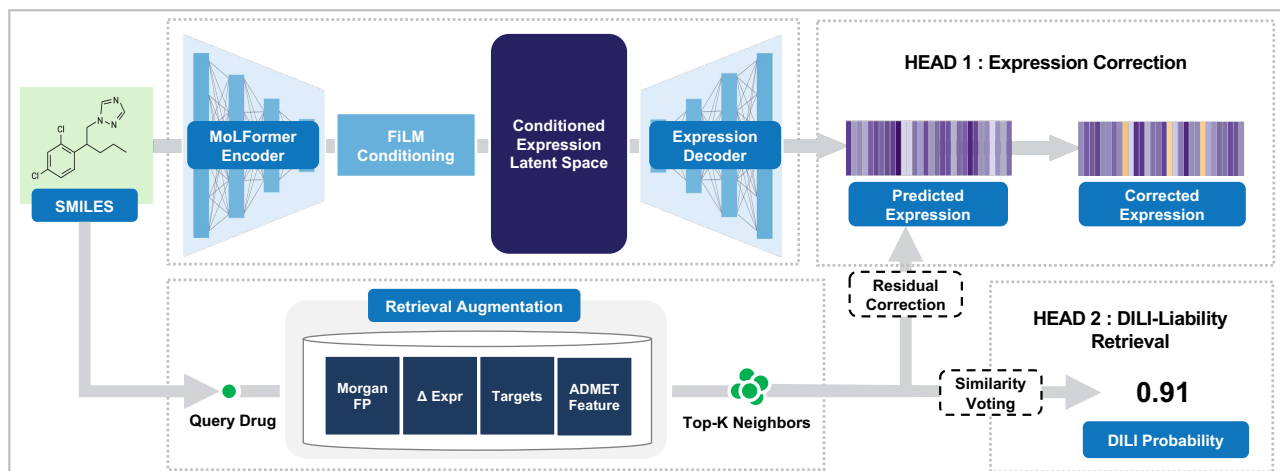 Cl
N
N
N
Cl
SMILES
MoLFormer
Encoder
FiLM
Conditioning
Conditioned
Expression
Latent Space
Expression
Decoder
HEAD 1 : Expression Correction
Predicted
Expression
Corrected
Expression
Residual
Correction
Retrieval Augmentation
Query Drug
Morgan
FP
Δ Expr
Targets
ADMET
Feature
Top-K Neighbors
Similarity
Voting
HEAD 2 : DILI-Liability
Retrieval
0.91
DILI Probability